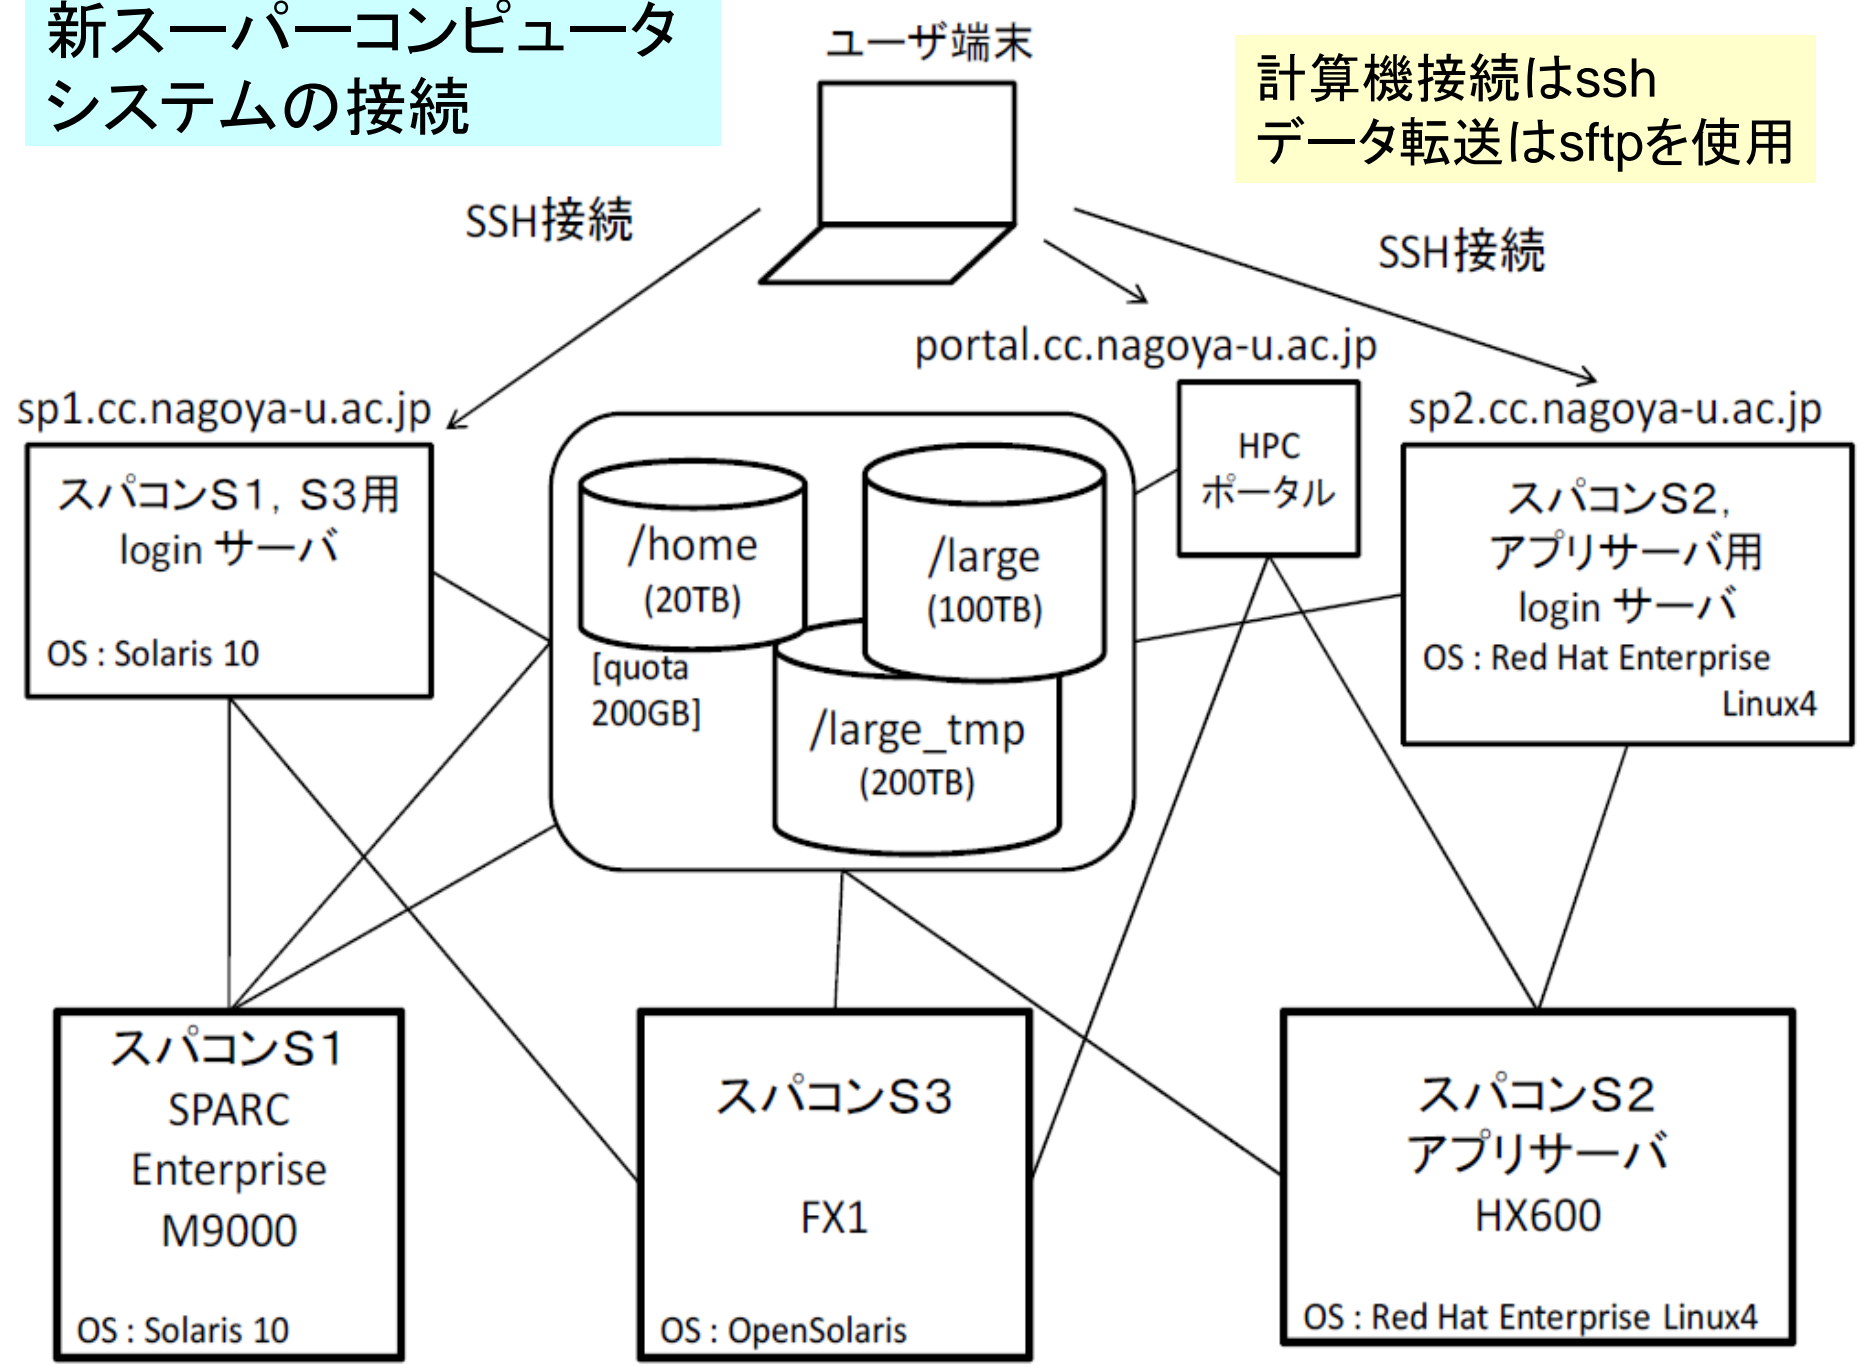 新スーパーコンピュータ
システムの接続
ユーザ端末
計算機接続はssh
データ転送はsftpを使用
SSH接続
SSH接続
portal.cc.nagoya-u.ac.jp
sp1.cc.nagoya-u.ac.jp
sp2.cc.nagoya-u.ac.jp
スパコンS1，S3用
login サーバ
OS : Solaris 10
/home
(20TB)
[quota
200GB]
/large
(100TB)
/large_tmp
(200TB)
HPC
ポータル
スパコンS2，
アプリサーバ用
login サーバ
OS : Red Hat Enterprise
Linux4
スパコンS1
SPARC
Enterprise
M9000
OS : Solaris 10
スパコンS3
FX1
OS : OpenSolaris
スパコンS2
アプリサーバ
HX600
OS : Red Hat Enterprise Linux4